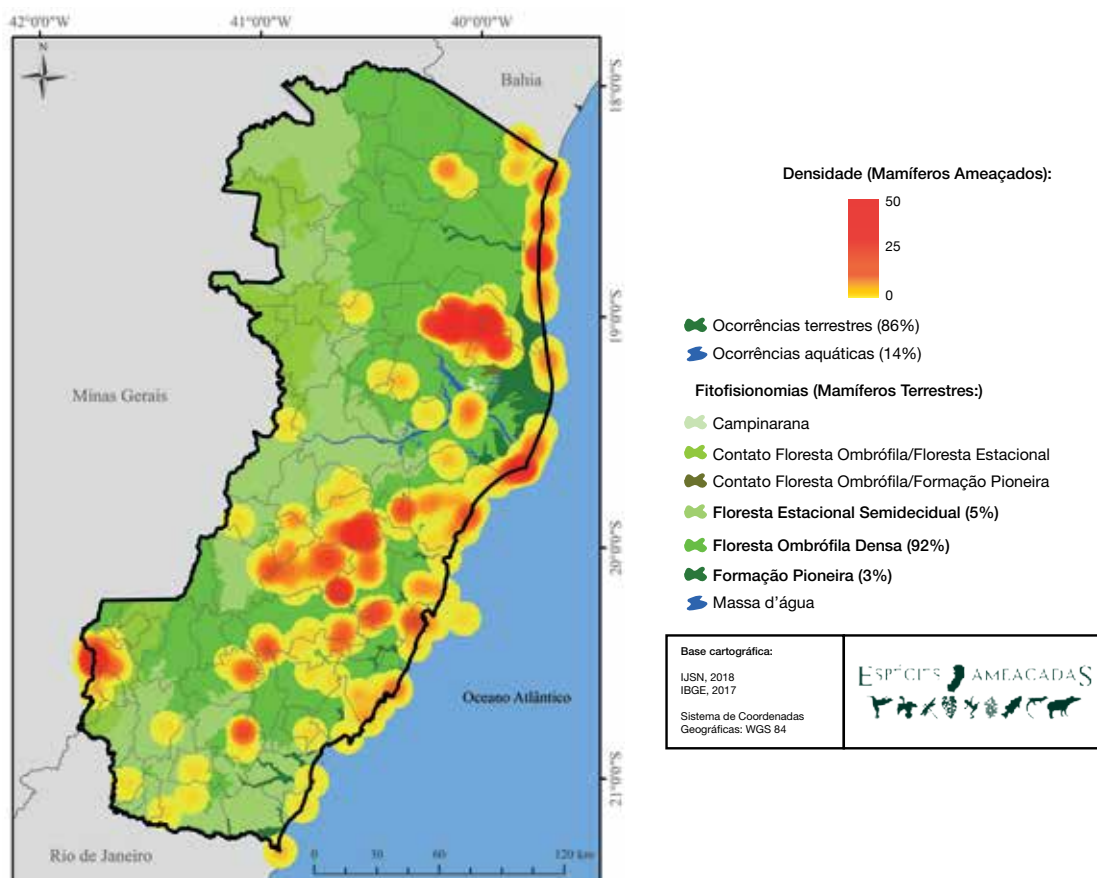 42°0'0"W
41°0'0"W
40°0'0"W
N
Bahia
18°0'0"S
19°0'0"S
Minas Gerais
20°0'0"S
Oceano Atlântico
21°0'0"S
Rio de Janeiro
0 30 60 120 km
Densidade (Mamíferos Ameaçados):
50
25
0
Ocorrências terrestres (86%)
Ocorrências aquáticas (14%)
Fitofisionomias (Mamíferos Terrestres:)
Campinarana
Contato Floresta Ombrófila/Floresta Estacional
Contato Floresta Ombrófila/Formação Pioneira
Floresta Estacional Semidecidual (5%)
Floresta Ombrófila Densa (92%)
Formação Pioneira (3%)
Massa d'água
Base cartográfica:
IJSN, 2018
IBGE, 2017
Sistema de Coordenadas
Geográficas: WGS 84
ESPÉCIES AMEAÇADAS